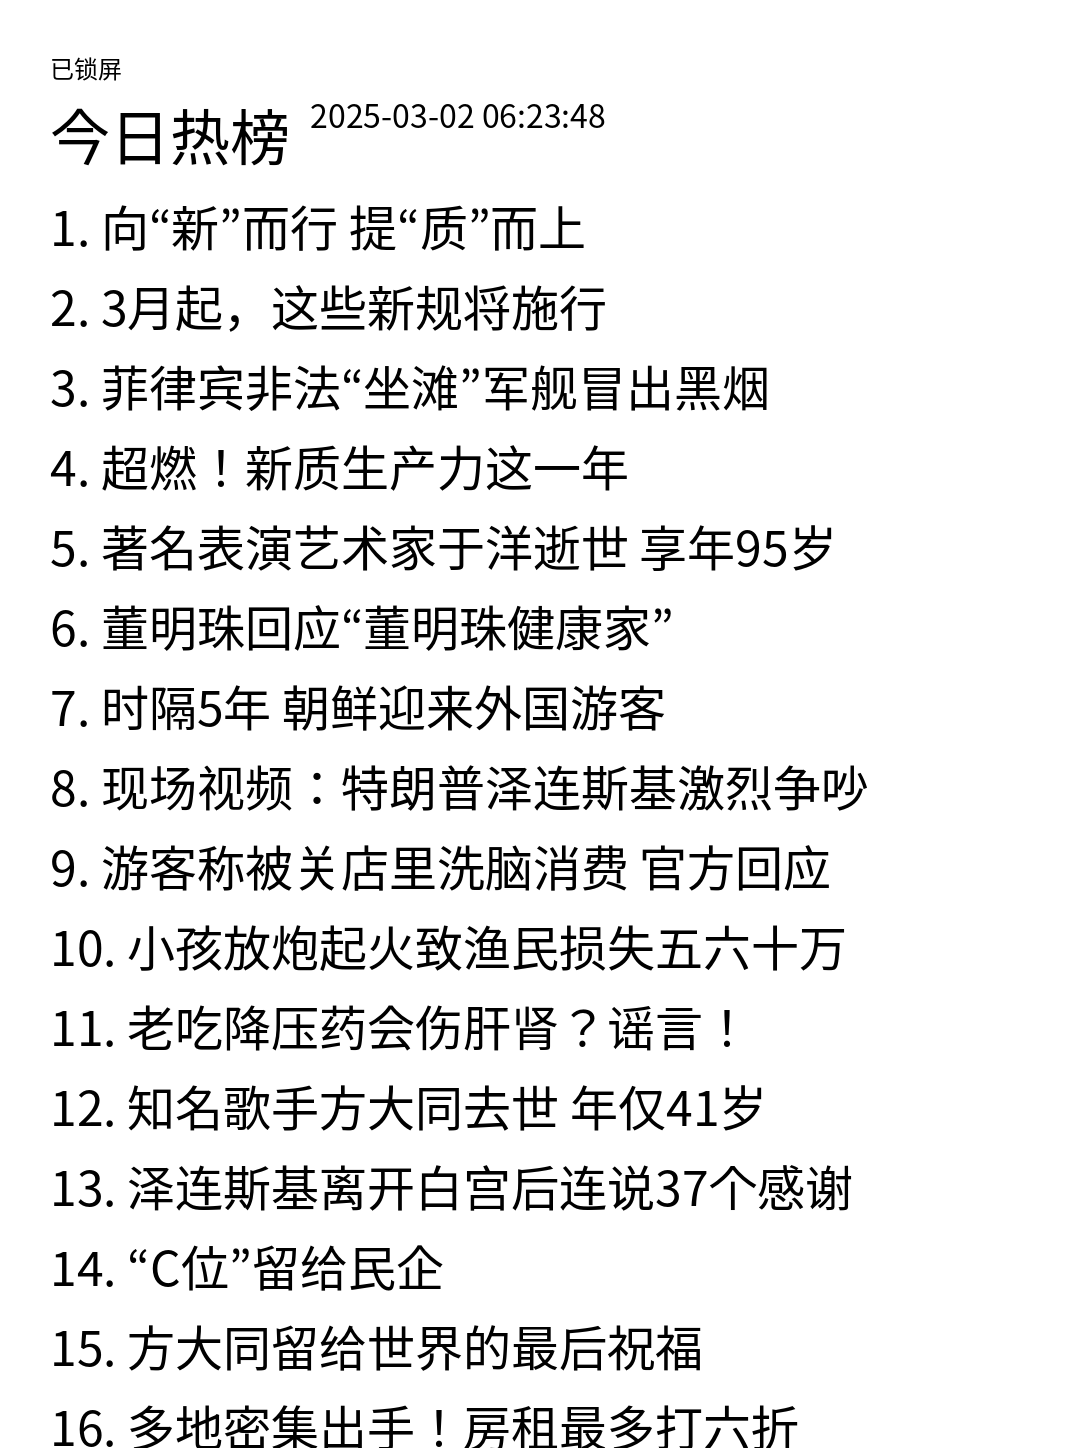 已锁屏
今日热榜 2025-03-02 06:23:48
1. 向“新”而行 提“质”而上
2. 3月起，这些新规将施行
3. 菲律宾非法“坐滩”军舰冒出黑烟
4. 超燃！新质生产力这一年
5. 著名表演艺术家于洋逝世 享年95岁
6. 董明珠回应“董明珠健康家”
7. 时隔5年 朝鲜迎来外国游客
8. 现场视频：特朗普泽连斯基激烈争吵
9. 游客称被关店里洗脑消费 官方回应
10. 小孩放炮起火致渔民损失五六十万
11. 老吃降压药会伤肝肾？谣言！
12. 知名歌手方大同去世 年仅41岁
13. 泽连斯基离开白宫后连说37个感谢
14. “C位”留给民企
15. 方大同留给世界的最后祝福
16. 多地密集出手！房租最多打六折